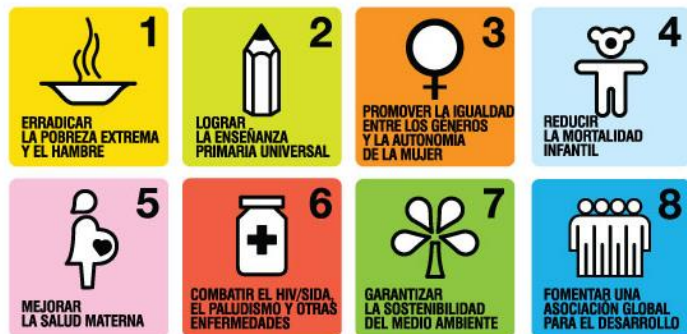 1
ERRADICAR
LA POBREZA EXTREMA
Y EL HAMBRE
2
LOGRAR
LA ENSEÑANZA
PRIMARIA UNIVERSAL
3
PROMOVER LA IGUALDAD
ENTRE LOS GÉNEROS
Y LA AUTONOMÍA
DE LA MUJER
4
REDUCIR
LA MORTALIDAD
INFANTIL
5
MEJORAR
LA SALUD MATERNA
6
COMBATIR EL HIV/SIDA,
EL PALUDISMO Y OTRAS
ENFERMEDADES
7
GARANTIZAR
LA SOSTENIBILIDAD
DEL MEDIO AMBIENTE
8
FOMENTAR UNA
ASOCIACIÓN GLOBAL
PARA EL DESARROLLO